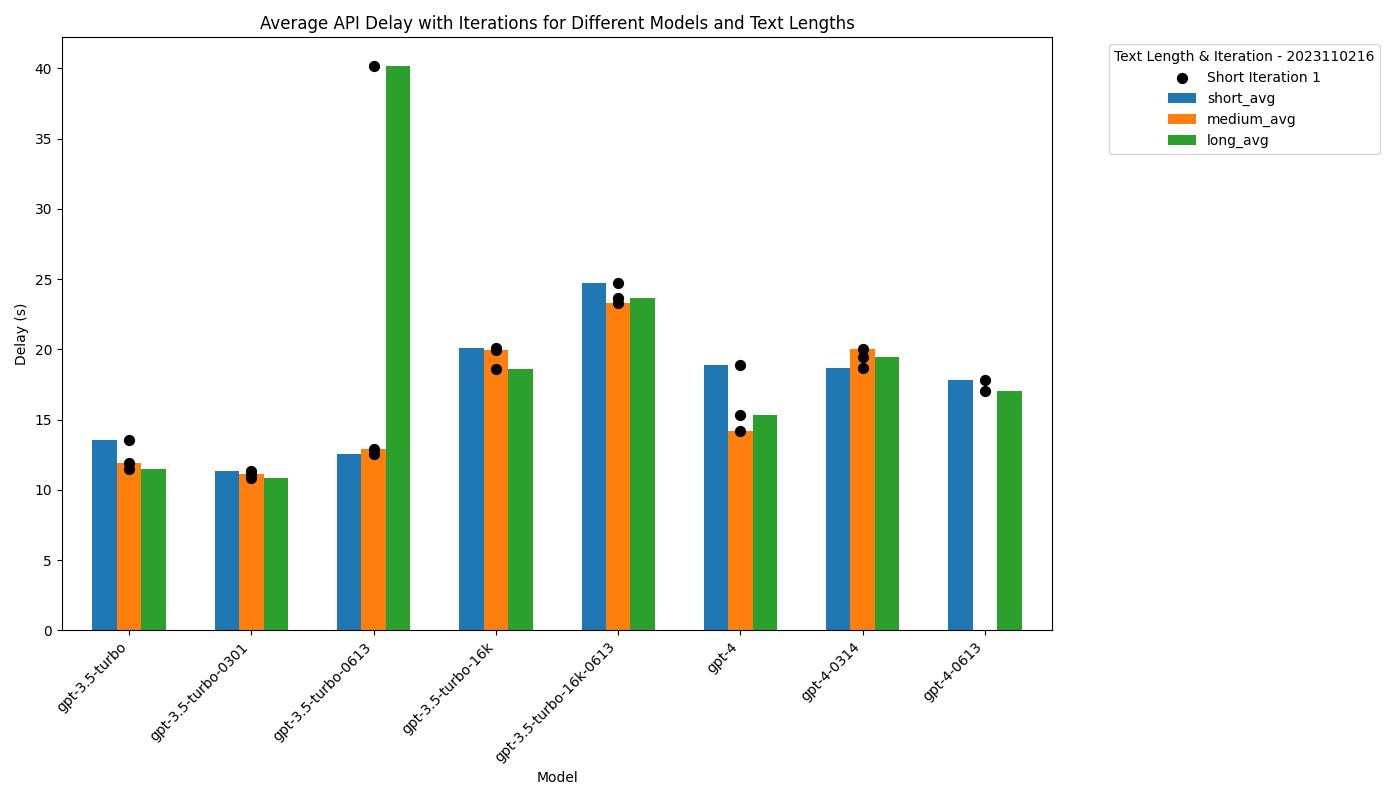 Average API Delay with Iterations for Different Models and Text Lengths
Text Length & Iteration - 2023110216
Short Iteration 1
short_avg
medium_avg
long_avg
Delay (s)
40
35
30
25
20
15
10
5
0
gpt-3.5-turbo
gpt-3.5-turbo-0301
gpt-3.5-turbo-0613
gpt-3.5-turbo-16k
gpt-3.5-turbo-16k-0613
gpt-4
gpt-4-0314
gpt-4-0613
Model